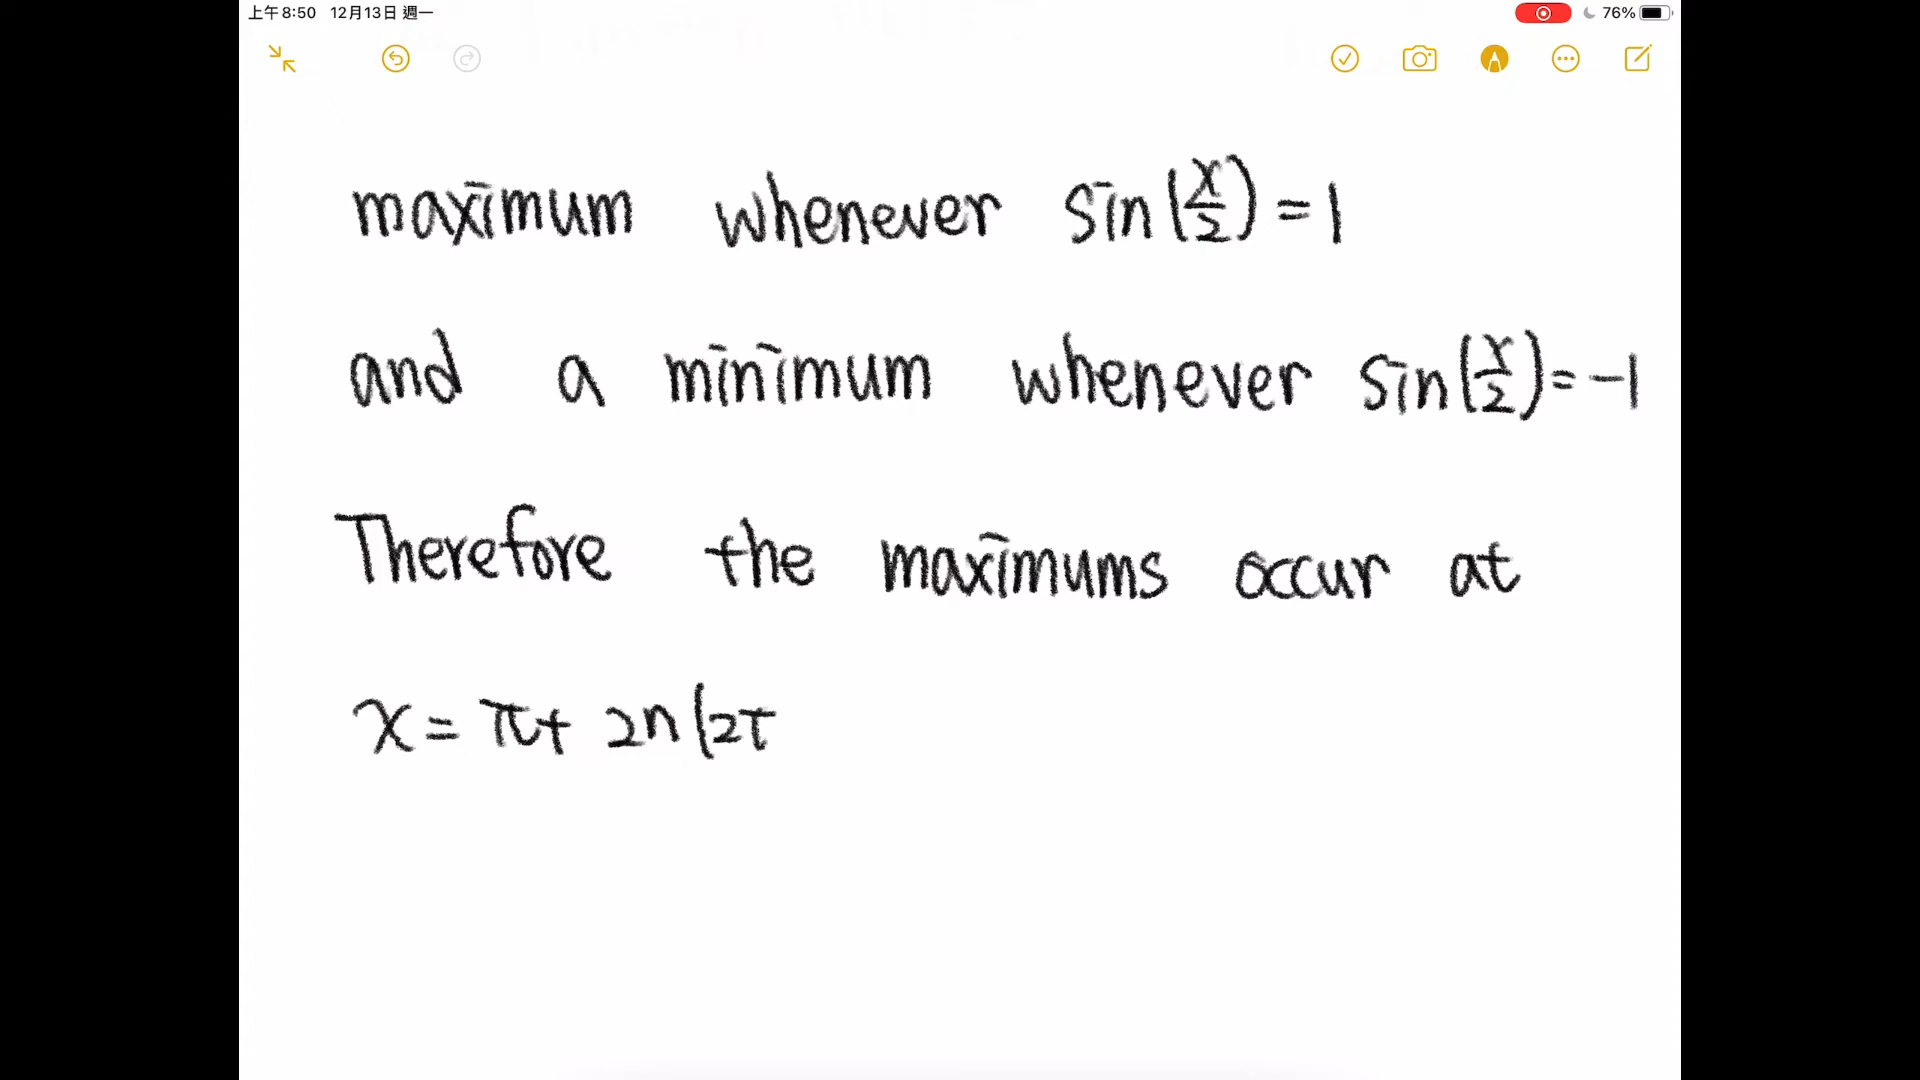 上午8:50 12月13日 週一 76%
maximum whenever sin(x/2) = 1
and a minimum whenever sin(x/2) = -1
Therefore the maximums occur at
x = π + 2n(2π